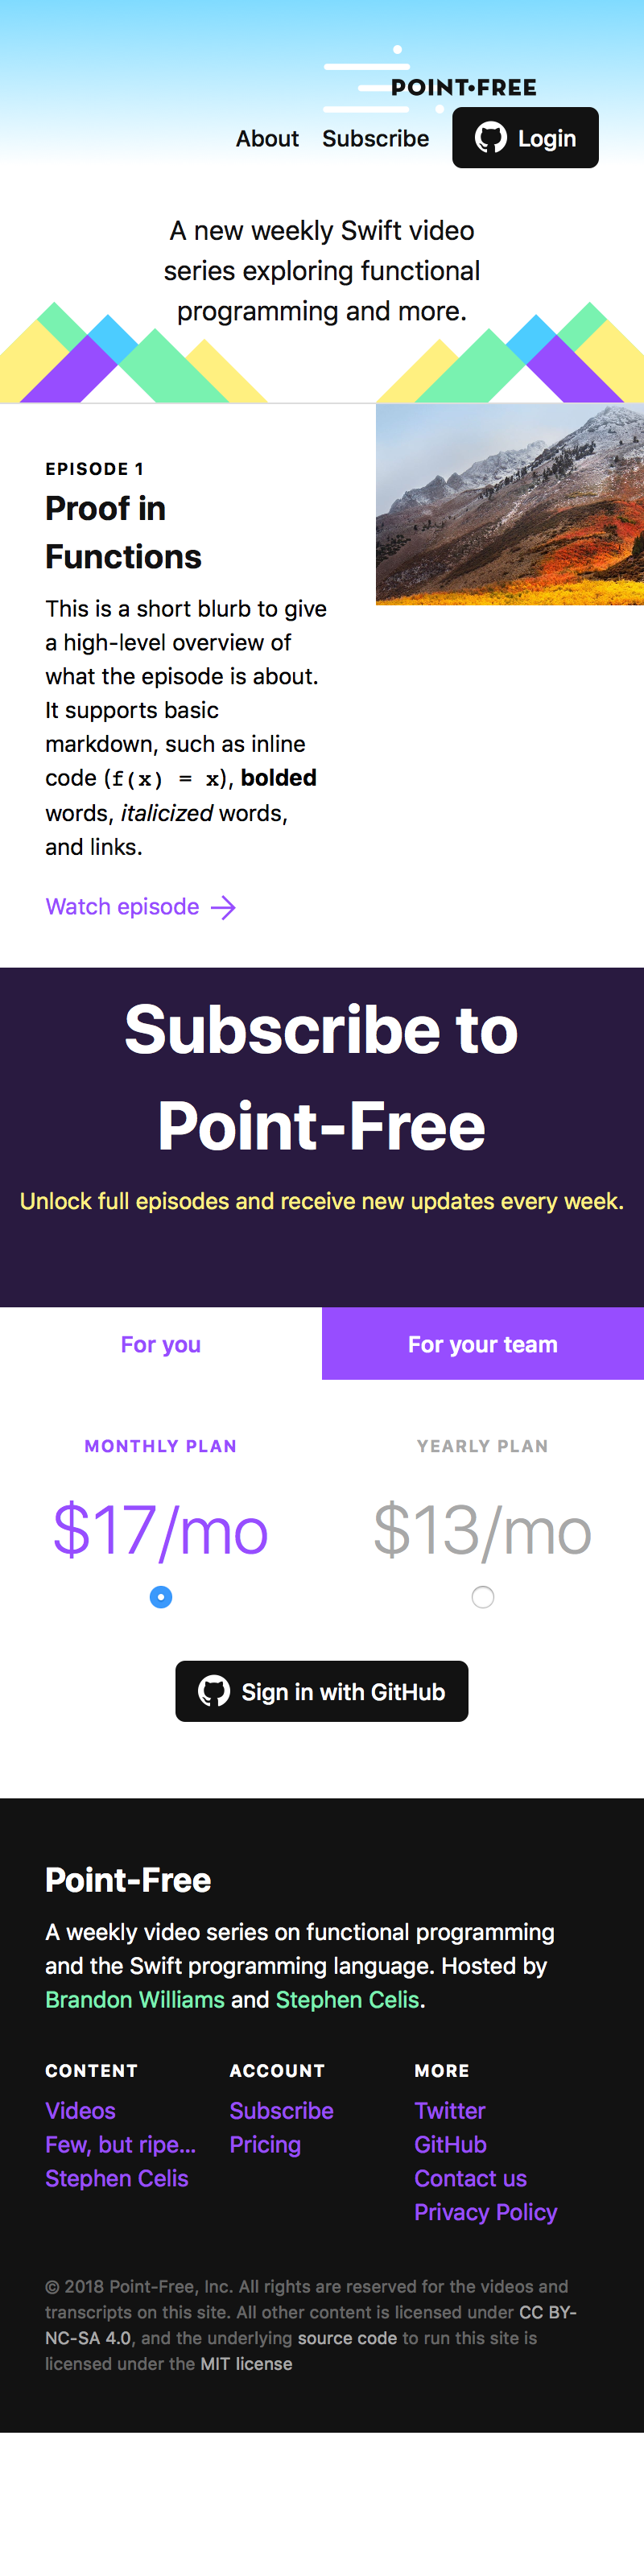 POINT•FREE
About Subscribe Login
A new weekly Swift video
series exploring functional
programming and more.
EPISODE 1
Proof in
Functions
This is a short blurb to give
a high-level overview of
what the episode is about.
It supports basic
markdown, such as inline
code (f(x) = x), bolded
words, italicized words,
and links.
Watch episode
Subscribe to
Point-Free
Unlock full episodes and receive new updates every week.
For you For your team
MONTHLY PLAN YEARLY PLAN
$17/mo $13/mo
Sign in with GitHub
Point-Free
A weekly video series on functional programming
and the Swift programming language. Hosted by
Brandon Williams and Stephen Celis.
CONTENT ACCOUNT MORE
Videos Subscribe Twitter
Few, but ripe... Pricing GitHub
Stephen Celis Contact us
Privacy Policy
© 2018 Point-Free, Inc. All rights are reserved for the videos and
transcripts on this site. All other content is licensed under CC BY-
NC-SA 4.0, and the underlying source code to run this site is
licensed under the MIT license